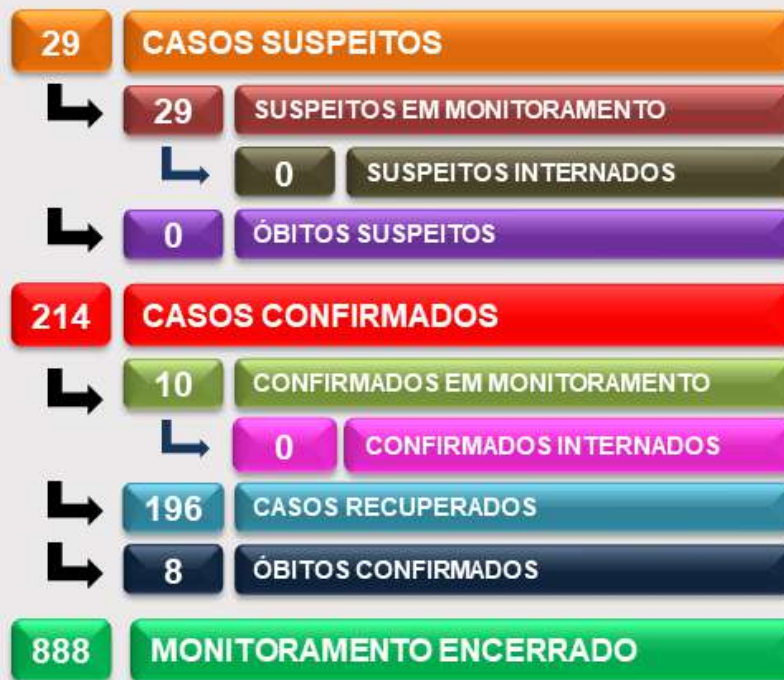 29 CASOS SUSPEITOS
29 SUSPEITOS EM MONITORAMENTO
0 SUSPEITOS INTERNADOS
0 ÓBITOS SUSPEITOS
214 CASOS CONFIRMADOS
10 CONFIRMADOS EM MONITORAMENTO
0 CONFIRMADOS INTERNADOS
196 CASOS RECUPERADOS
8 ÓBITOS CONFIRMADOS
888 MONITORAMENTO ENCERRADO